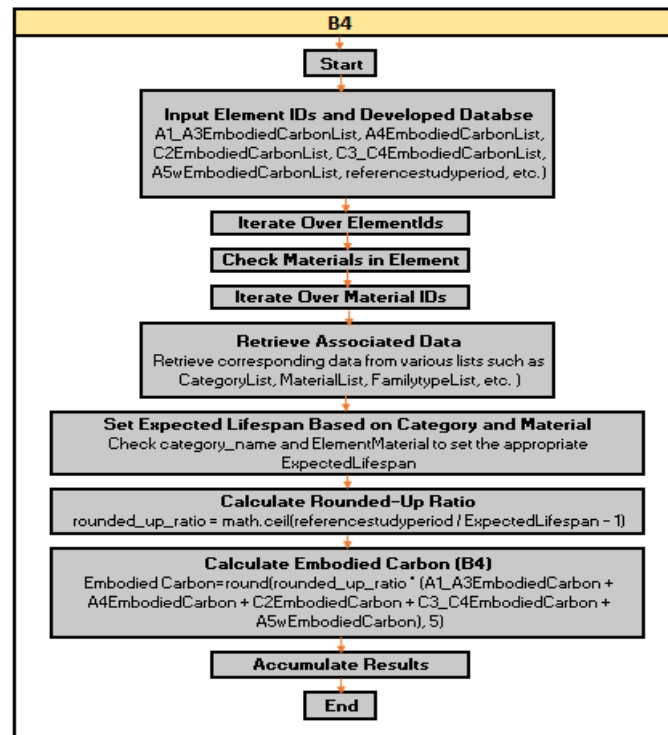 B4
Start
Input Element IDs and Developed Databse
A1_A3EmbodiedCarbonList, A4EmbodiedCarbonList,
C2EmbodiedCarbonList, C3_C4EmbodiedCarbonList,
A5wEmbodiedCarbonList, referencestudyperiod, etc.)
Iterate Over ElementIds
Check Materials in Element
Iterate Over Material IDs
Retrieve Associated Data
Retrieve corresponding data from various lists such as
CategoryList, MaterialList, FamilytypeList, etc. )
Set Expected Lifespan Based on Category and Material
Check category_name and ElementMaterial to set the appropriate
ExpectedLifespan
Calculate Rounded-Up Ratio
rounded_up_ratio = math.ceil(referencestudyperiod / ExpectedLifespan - 1)
Calculate Embodied Carbon (B4)
Embodied Carbon=round(rounded_up_ratio * (A1_A3EmbodiedCarbon +
A4EmbodiedCarbon + C2EmbodiedCarbon + C3_C4EmbodiedCarbon +
A5wEmbodiedCarbon), 5)
Accumulate Results
End